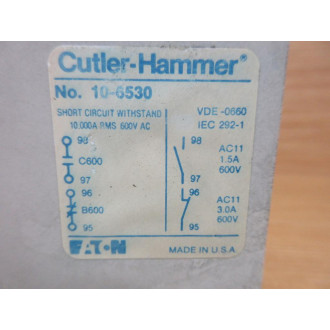 Cutler-Hammer®
No. 10-6530
SHORT CIRCUIT WITHSTAND
10,000A RMS 600V AC
VDE-0660
IEC 292-1
98
C600
97
96
B600
95
98
97
96
95
AC11
1.5A
600V
AC11
3.0A
600V
EATON
MADE IN U.S.A.